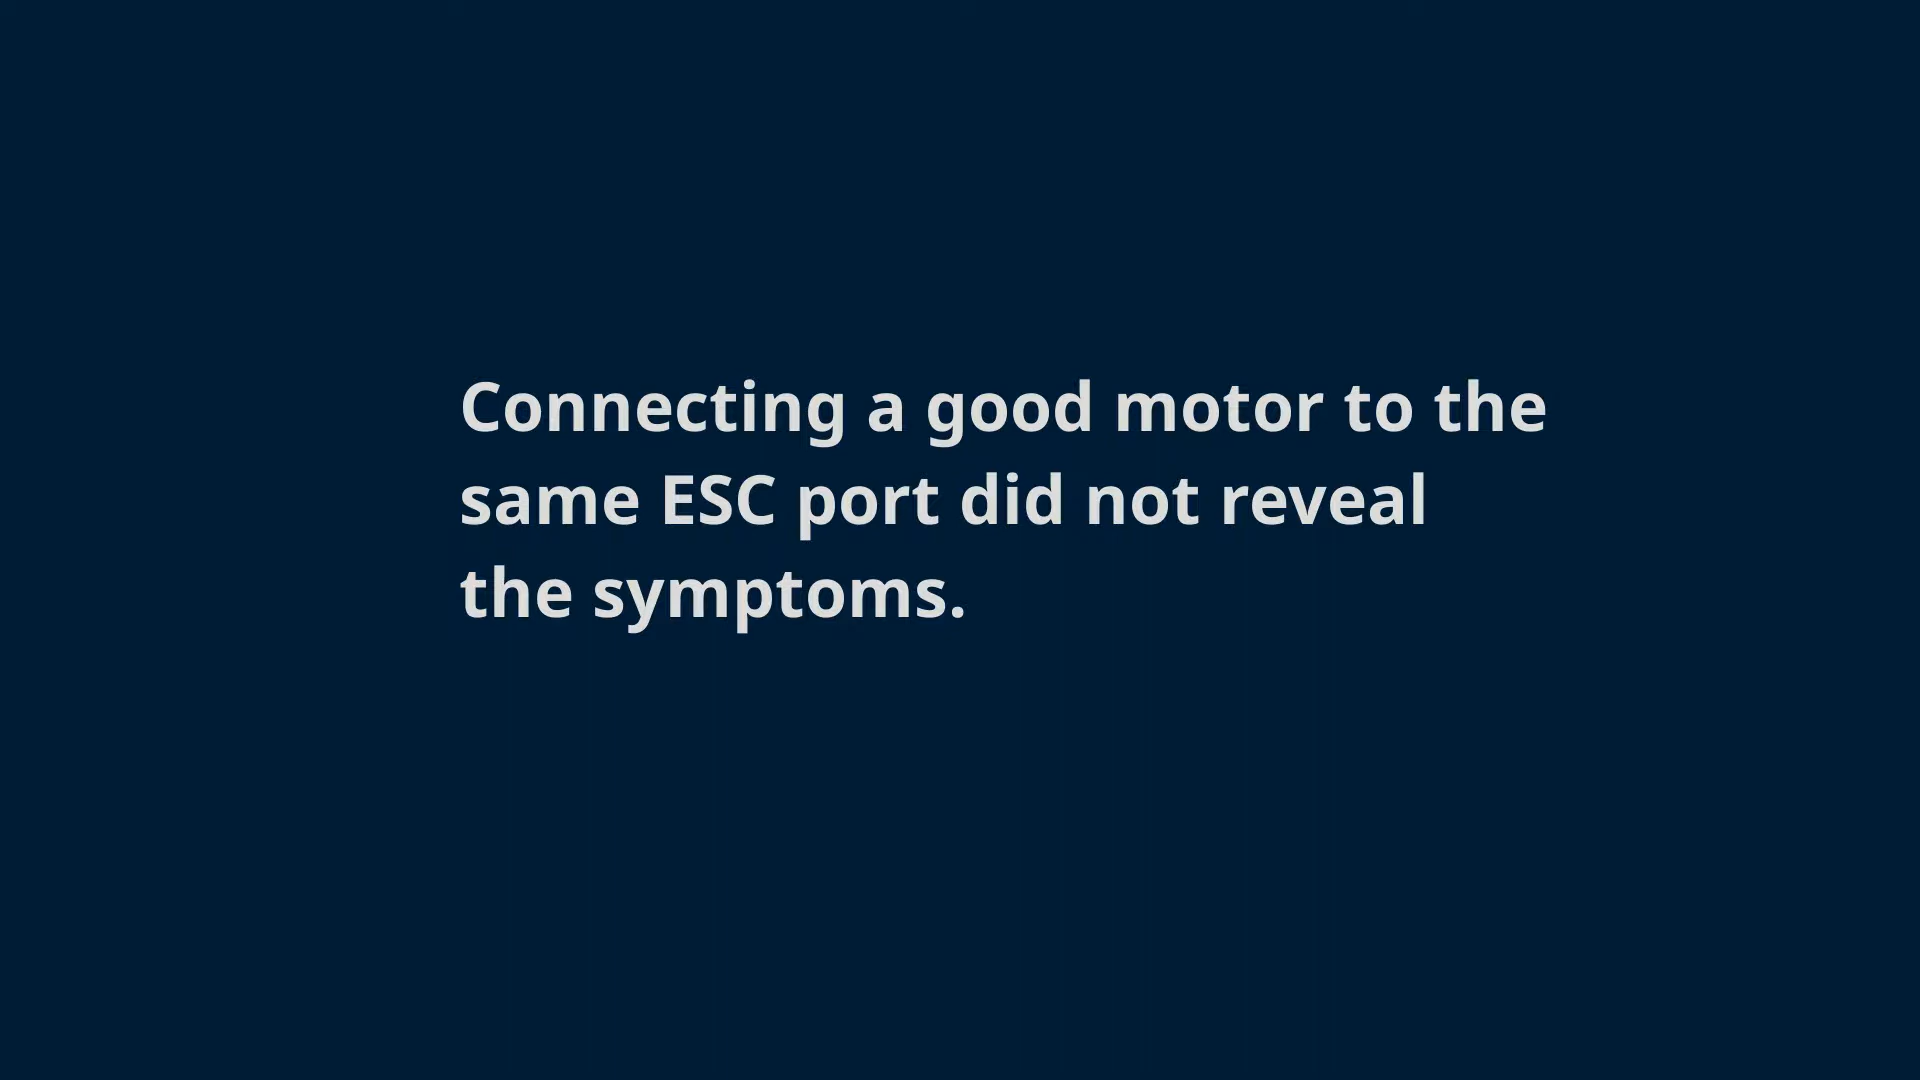 Connecting a good motor to the
same ESC port did not reveal
the symptoms.